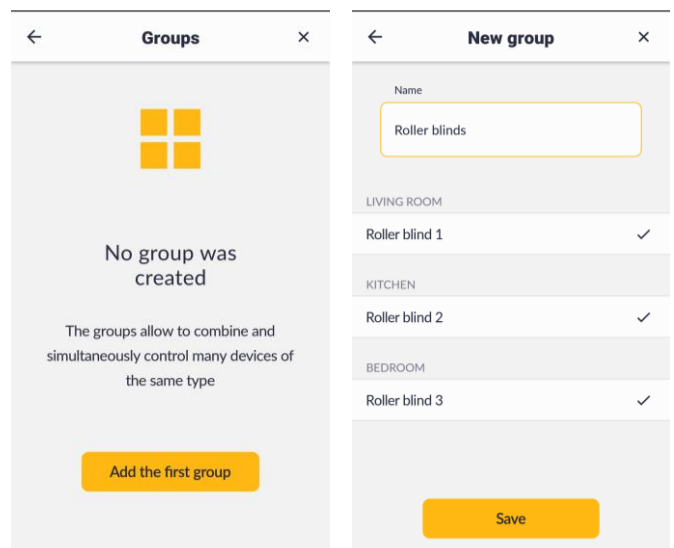 Groups
No group was
created
The groups allow to combine and
simultaneously control many devices of
the same type
Add the first group
New group
Name
Roller blinds
LIVING ROOM
Roller blind 1
KITCHEN
Roller blind 2
BEDROOM
Roller blind 3
Save